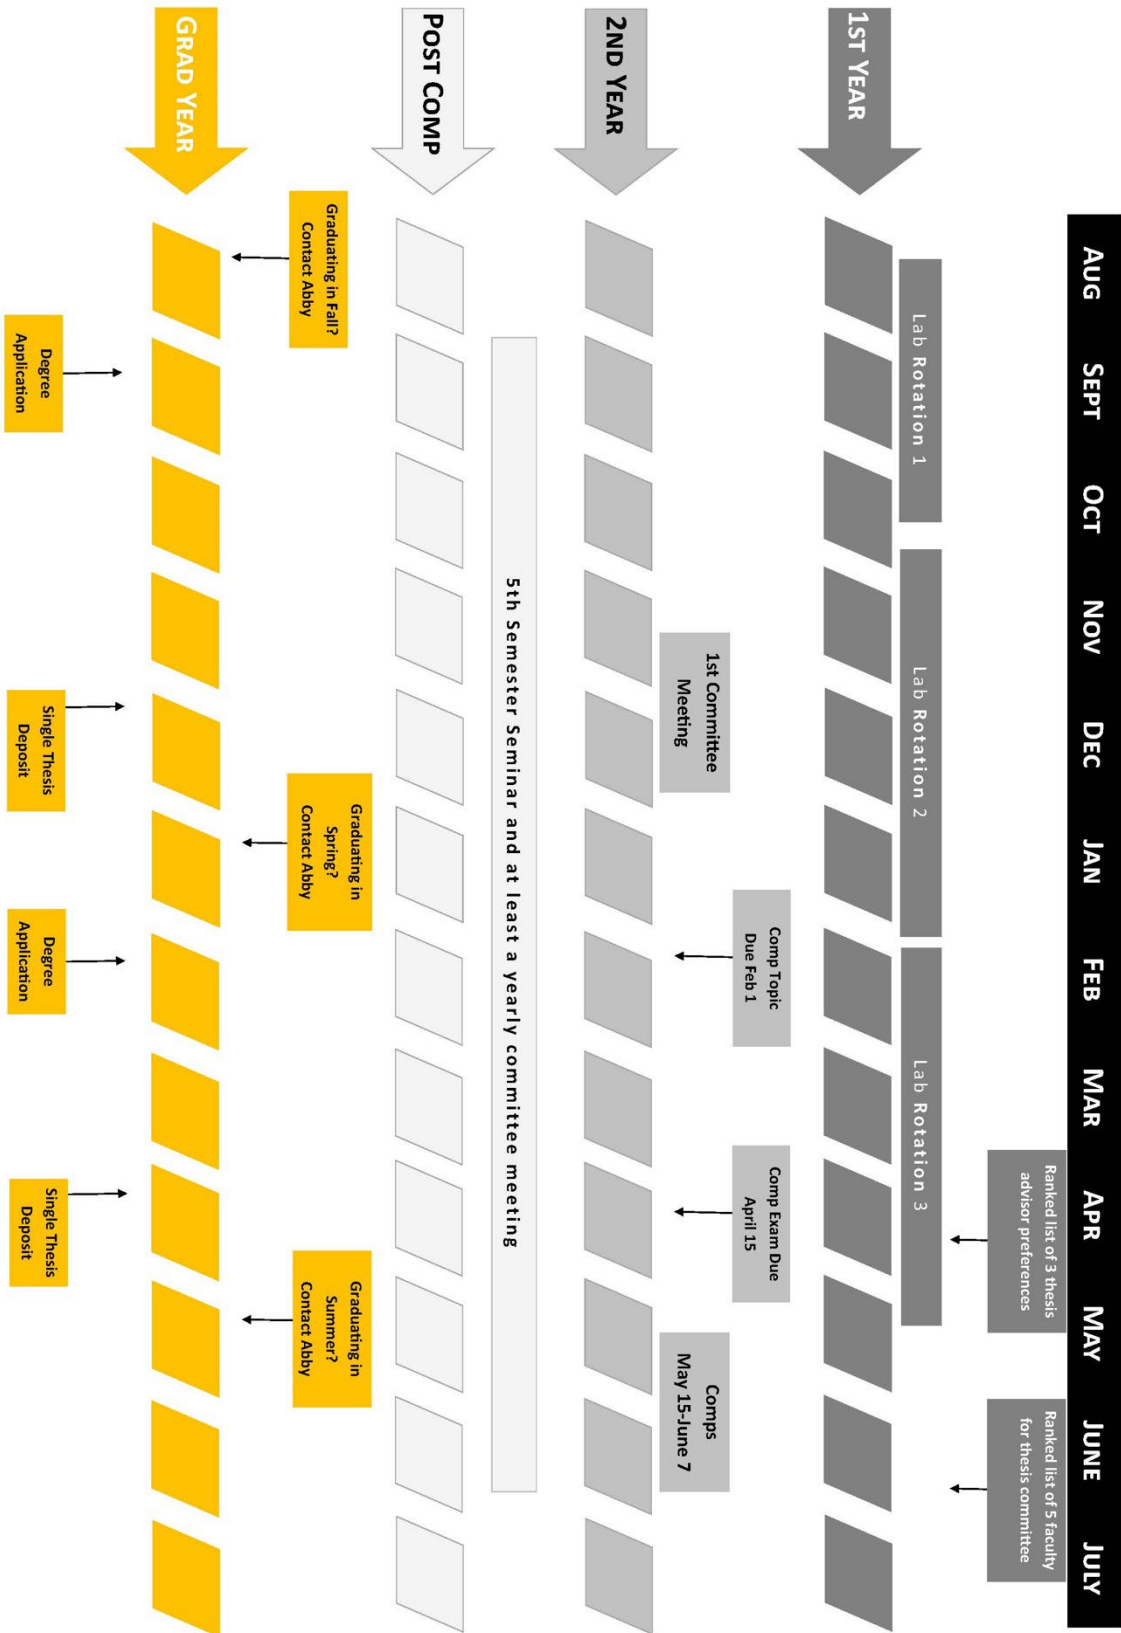 AUG
SEPT
OCT
NOV
DEC
JAN
FEB
MAR
APR
MAY
JUNE
JULY
Ranked list of 3 thesis
advisor preferences
Ranked list of 5 faculty
for thesis committee
Lab Rotation 1
Lab Rotation 2
Lab Rotation 3
1ST YEAR
Comp Topic
Due Feb 1
Comp Exam Due
April 15
1st Committee
Meeting
Comps
May 15-June 7
2ND YEAR
5th Semester Seminar and at least a yearly committee meeting
POST COMP
Graduating in Fall?
Contact Abby
Graduating in
Spring?
Contact Abby
Graduating in
Summer?
Contact Abby
GRAD YEAR
Degree
Application
Single Thesis
Deposit
Degree
Application
Single Thesis
Deposit